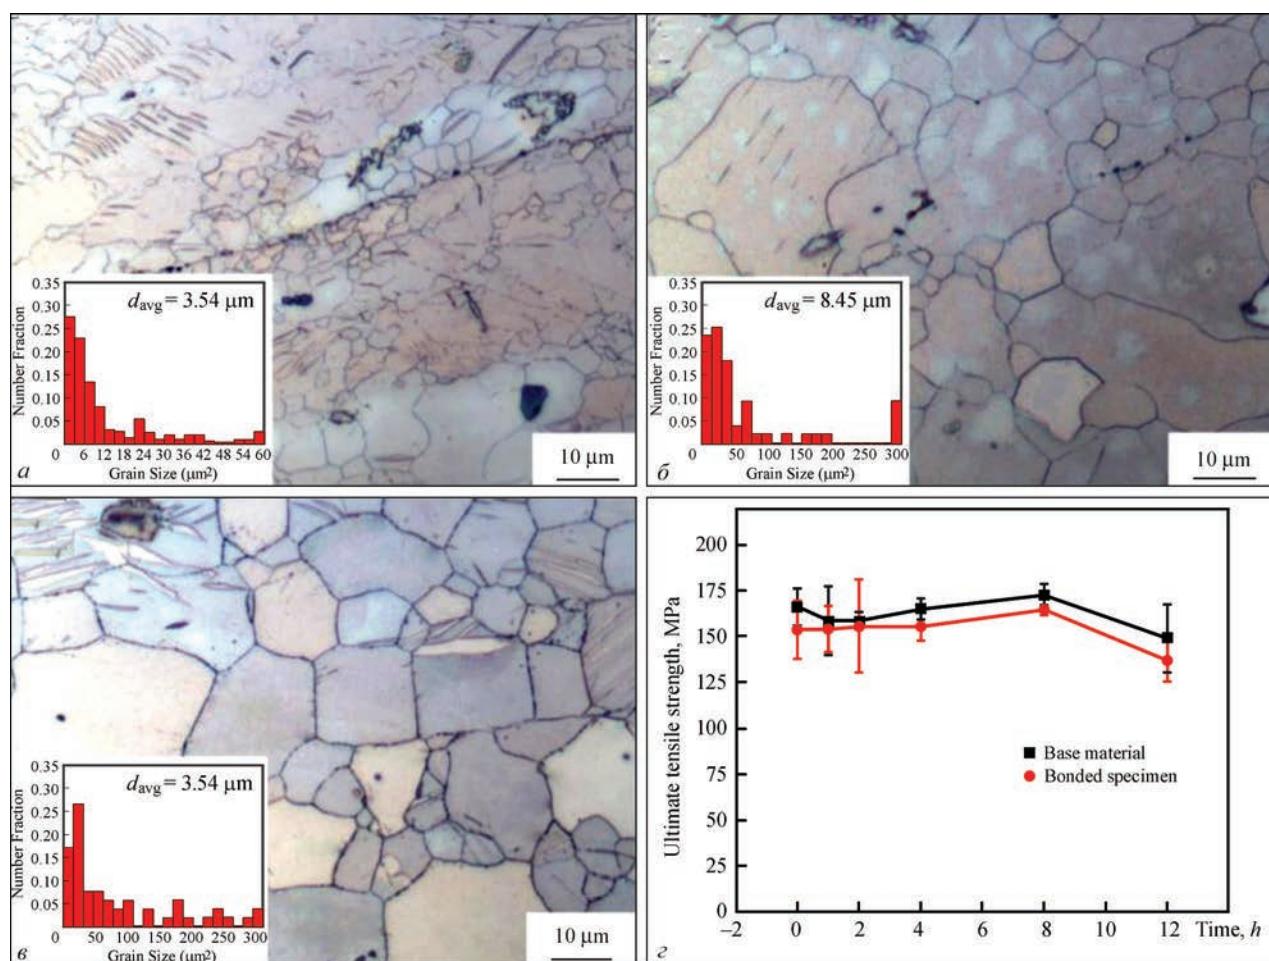 0.35
0.30
0.25
0.20
0.15
0.10
0.05
Number Fraction
d avg = 3.54 μm
0 6 12 18 24 30 36 42 48 54 60
Grain Size (μm²)
а
10 μm
0.35
0.30
0.25
0.20
0.15
0.10
0.05
Number Fraction
d avg = 8.45 μm
0 50 100 150 200 250 300
Grain Size (μm²)
б
10 μm
0.35
0.30
0.25
0.20
0.15
0.10
0.05
Number Fraction
d avg = 3.54 μm
0 50 100 150 200 250 300
Grain Size (μm²)
в
10 μm
200
175
150
125
100
75
50
25
0
Ultimate tensile strength, MPa
Base material
Bonded specimen
−2 0 2 4 6 8 10 12 Time, h
г